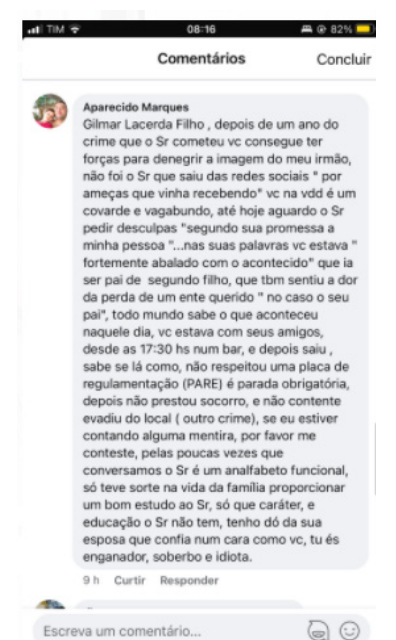 TIM 08:16 82%
Comentários Concluir
Aparecido Marques
Gilmar Lacerda Filho , depois de um ano do
crime que o Sr cometeu vc consegue ter
forças para denegrir a imagem do meu irmão,
não foi o Sr que saiu das redes sociais " por
ameças que vinha recebendo" vc na vdd é um
covarde e vagabundo, até hoje aguardo o Sr
pedir desculpas "segundo sua promessa a
minha pessoa "...nas suas palavras vc estava "
fortemente abalado com o acontecido" que ia
ser pai de segundo filho, que tbm sentiu a dor
da perda de um ente querido " no caso o seu
pai", todo mundo sabe o que aconteceu
naquele dia, vc estava com seus amigos,
desde as 17:30 hs num bar, e depois saiu ,
sabe se lá como, não respeitou uma placa de
regulamentação (PARE) é parada obrigatória,
depois não prestou socorro, e não contente
evadiu do local ( outro crime), se eu estiver
contando alguma mentira, por favor me
conteste, pelas poucas vezes que
conversamos o Sr é um analfabeto funcional,
só teve sorte na vida da família proporcionar
um bom estudo ao Sr, só que caráter, e
educação o Sr não tem, tenho dó da sua
esposa que confia num cara como vc, tu és
enganador, soberbo e idiota.
9 h Curtir Responder
Escreva um comentário...